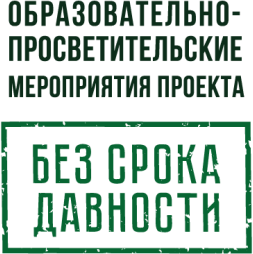 ОБРАЗОВАТЕЛЬНО-
ПРОСВЕТИТЕЛЬСКИЕ
МЕРОПРИЯТИЯ ПРОЕКТА
БЕЗ СРОКА
ДАВНОСТИ